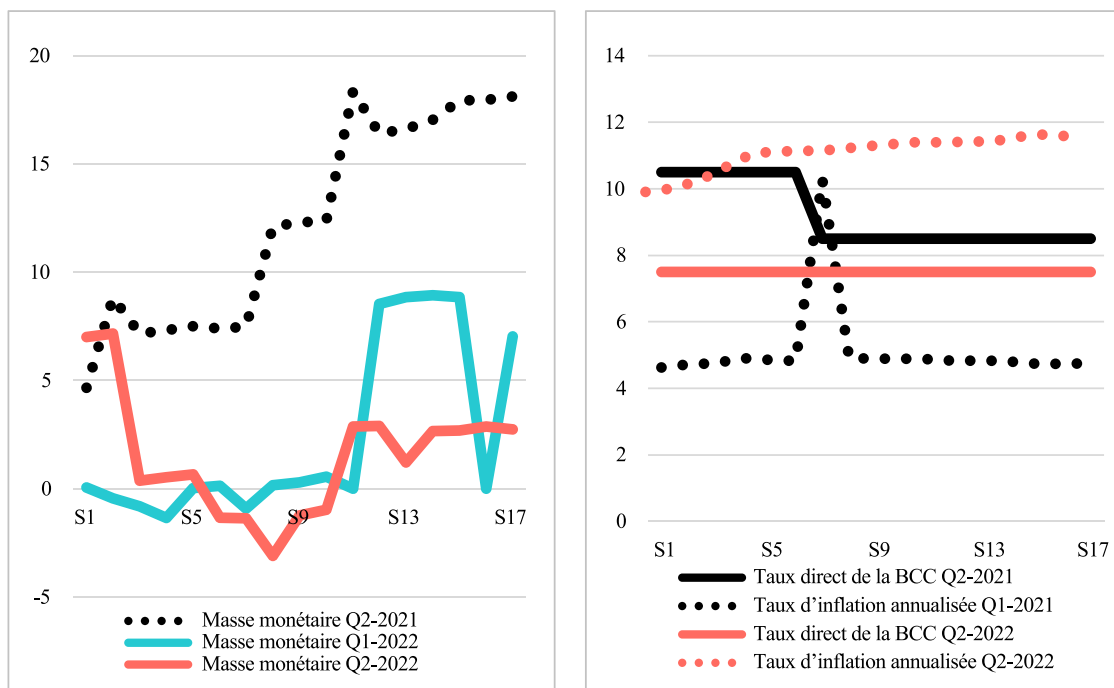 20
15
10
5
0
-5
S1 S5 S9 S13 S17
Masse monétaire Q2-2021
Masse monétaire Q1-2022
Masse monétaire Q2-2022
14
12
10
8
6
4
2
0
S1 S5 S9 S13 S17
Taux direct de la BCC Q2-2021
Taux d’inflation annualisée Q1-2021
Taux direct de la BCC Q2-2022
Taux d’inflation annualisée Q2-2022